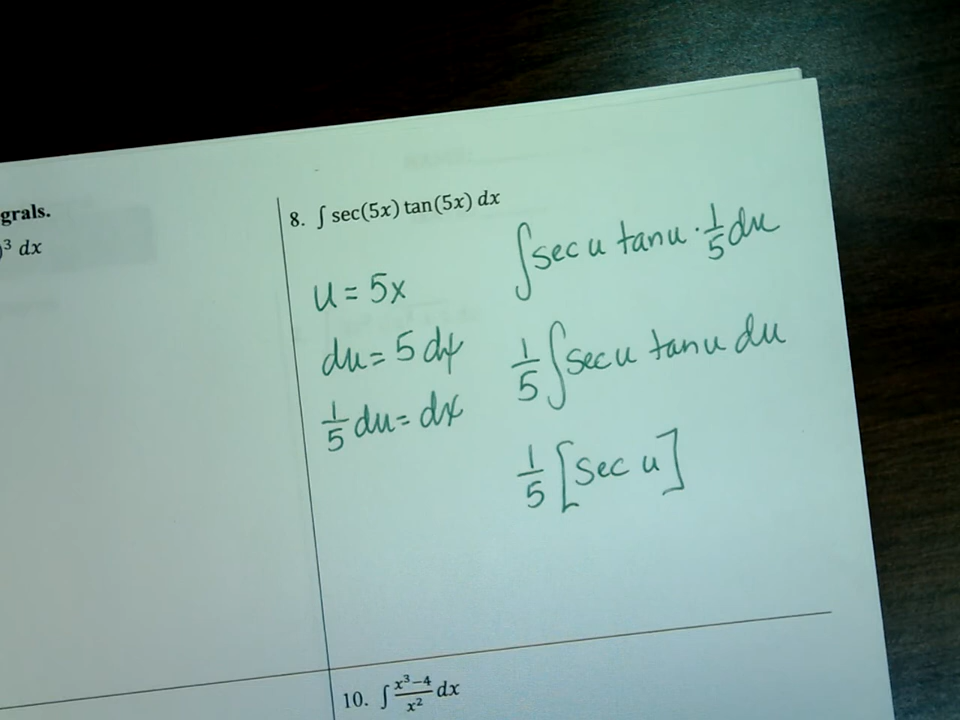 grals.
)³ dx
8. ∫ sec(5x) tan(5x) dx
u = 5x
du = 5 dx
1/5 du = dx
∫ sec u tan u · 1/5 du
1/5 ∫ sec u tan u du
1/5 [sec u]
10. ∫ (x³−4)/x² dx